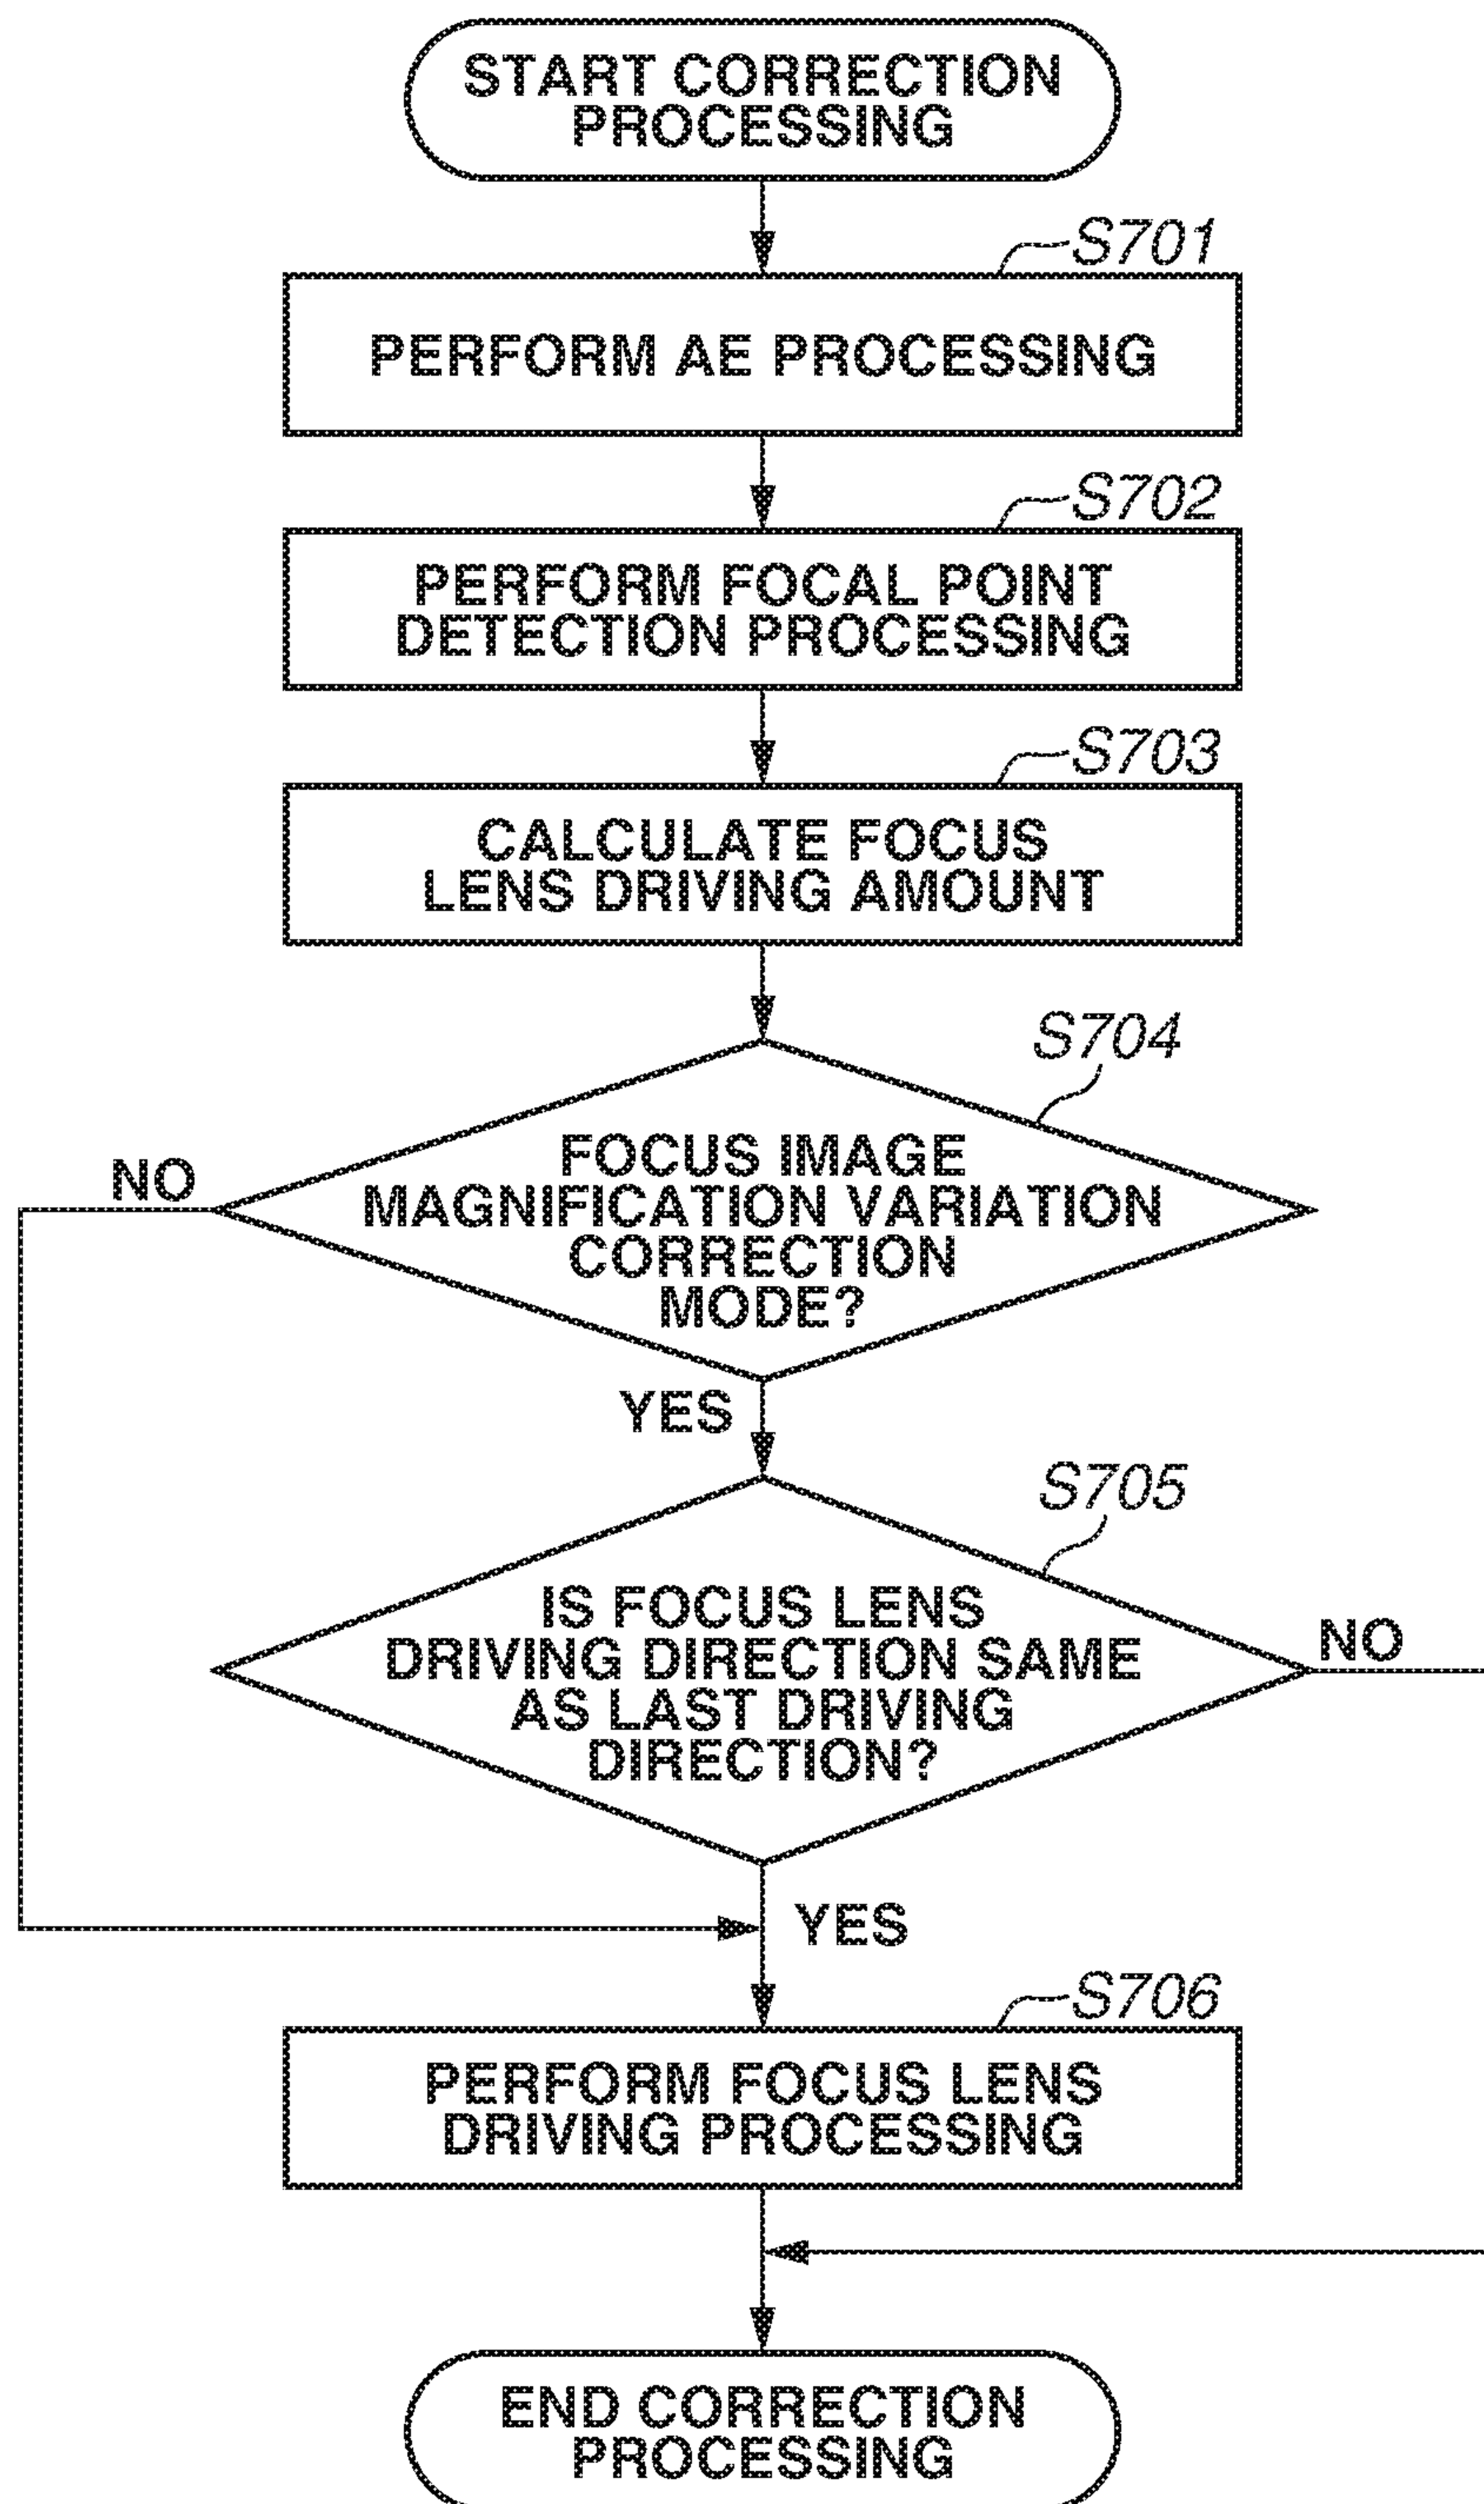 START CORRECTION
PROCESSING
S701
PERFORM AE PROCESSING
S702
PERFORM FOCAL POINT
DETECTION PROCESSING
S703
CALCULATE FOCUS
LENS DRIVING AMOUNT
S704
FOCUS IMAGE
MAGNIFICATION VARIATION
CORRECTION
MODE?
NO
YES
S705
IS FOCUS LENS
DRIVING DIRECTION SAME
AS LAST DRIVING
DIRECTION?
NO
YES
S706
PERFORM FOCUS LENS
DRIVING PROCESSING
END CORRECTION
PROCESSING